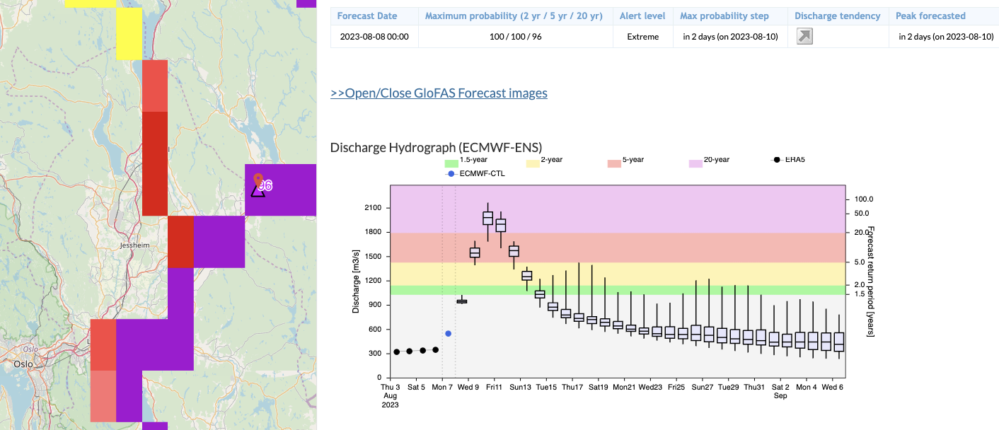 Forecast Date Maximum probability (2 yr / 5 yr / 20 yr) Alert level Max probability step Discharge tendency Peak forecasted
2023-08-08 00:00 100 / 100 / 96 Extreme in 2 days (on 2023-08-10) in 2 days (on 2023-08-10)
>>Open/Close GloFAS Forecast images
Discharge Hydrograph (ECMWF-ENS)
1.5-year 2-year 5-year 20-year ERA5
ECMWF-CTL
Discharge [m3/s]
2100
1800
1500
1200
900
600
300
0
100.0
50.0
20.0
5.0
2.0
1.5
Forecast return period [years]
Thu 3 Sat 5 Mon 7 Wed 9 Fri11 Sun13 Tue15 Thu17 Sat19 Mon21 Wed23 Fri25 Sun27 Tue29 Thu31 Sat 2 Mon 4 Wed 6
Aug Sep
2023
96
Jessheim
Oslo
Oslo